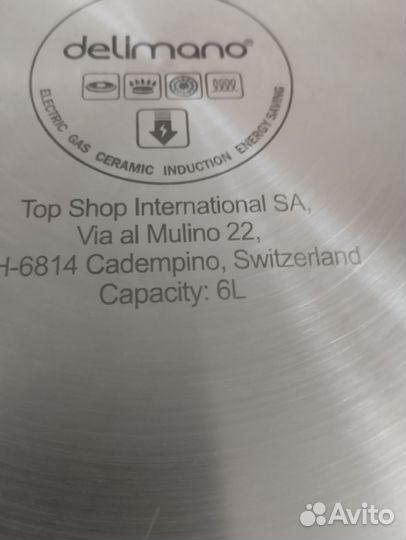 delimano®
9999
ELECTRIC GAS CERAMIC INDUCTION ENERGY SAVING
Top Shop International SA,
Via al Mulino 22,
H-6814 Cadempino, Switzerland
Capacity: 6L
Avito